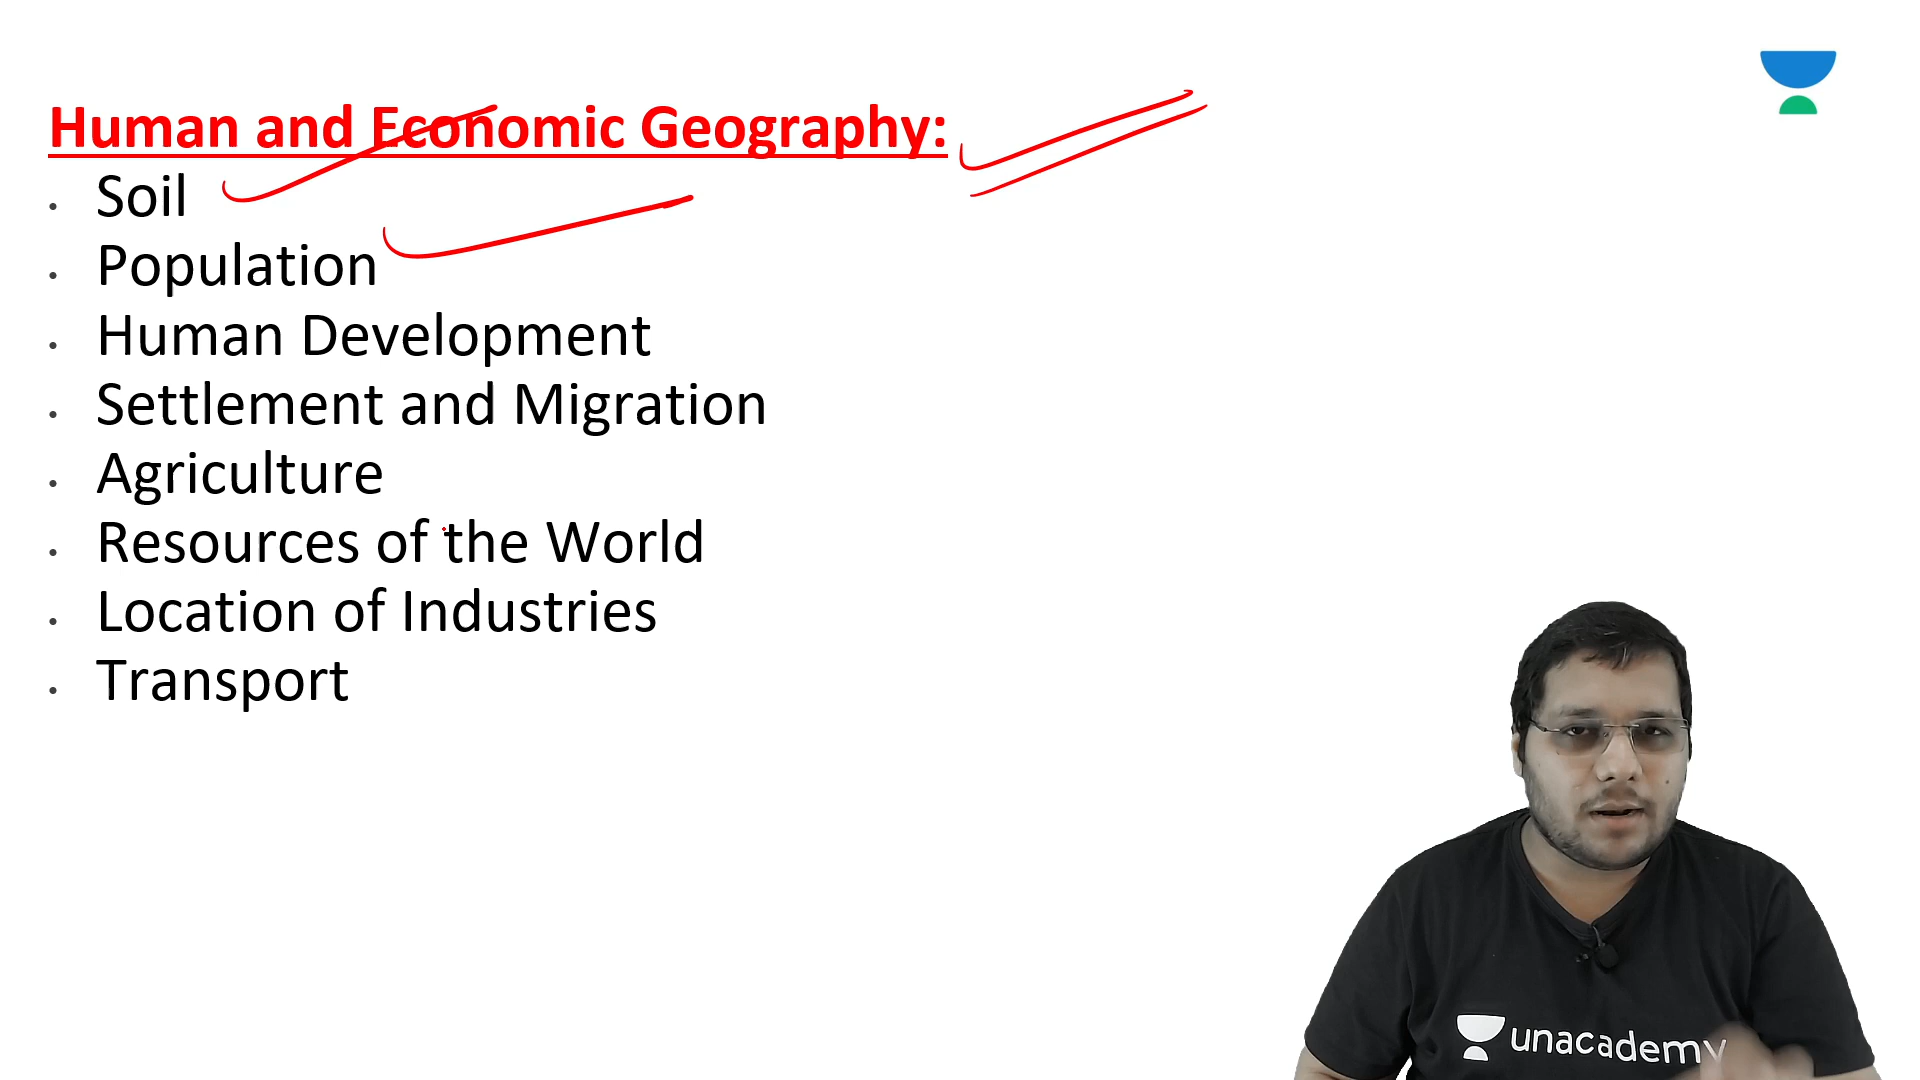 Human and Economic Geography:
• Soil
• Population
• Human Development
• Settlement and Migration
• Agriculture
• Resources of the World
• Location of Industries
• Transport
unacademy